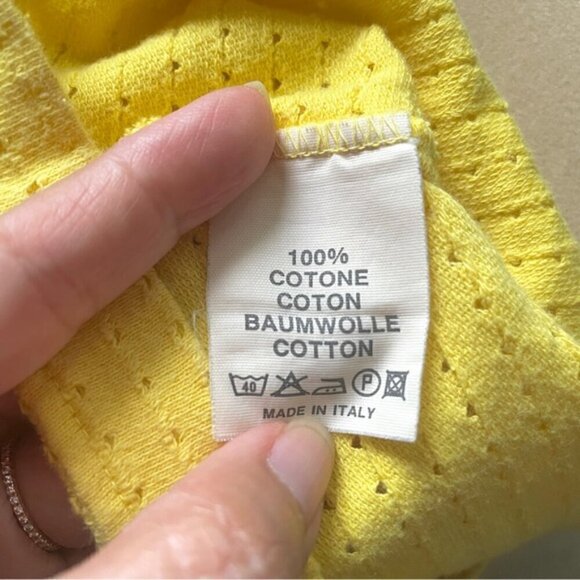 100%
COTONE
COTON
BAUMWOLLE
COTTON
40 P
MADE IN ITALY